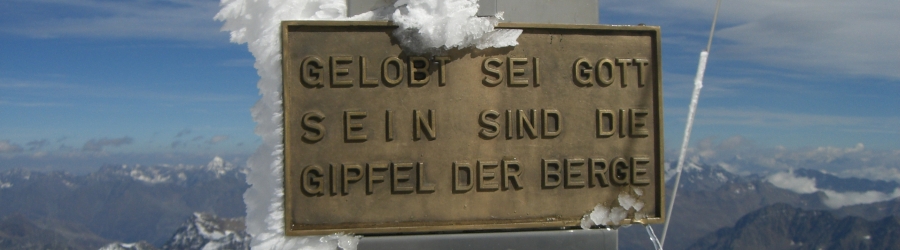 GELOBT SEI GOTT
SEIN SIND DIE
GIPFEL DER BERGE